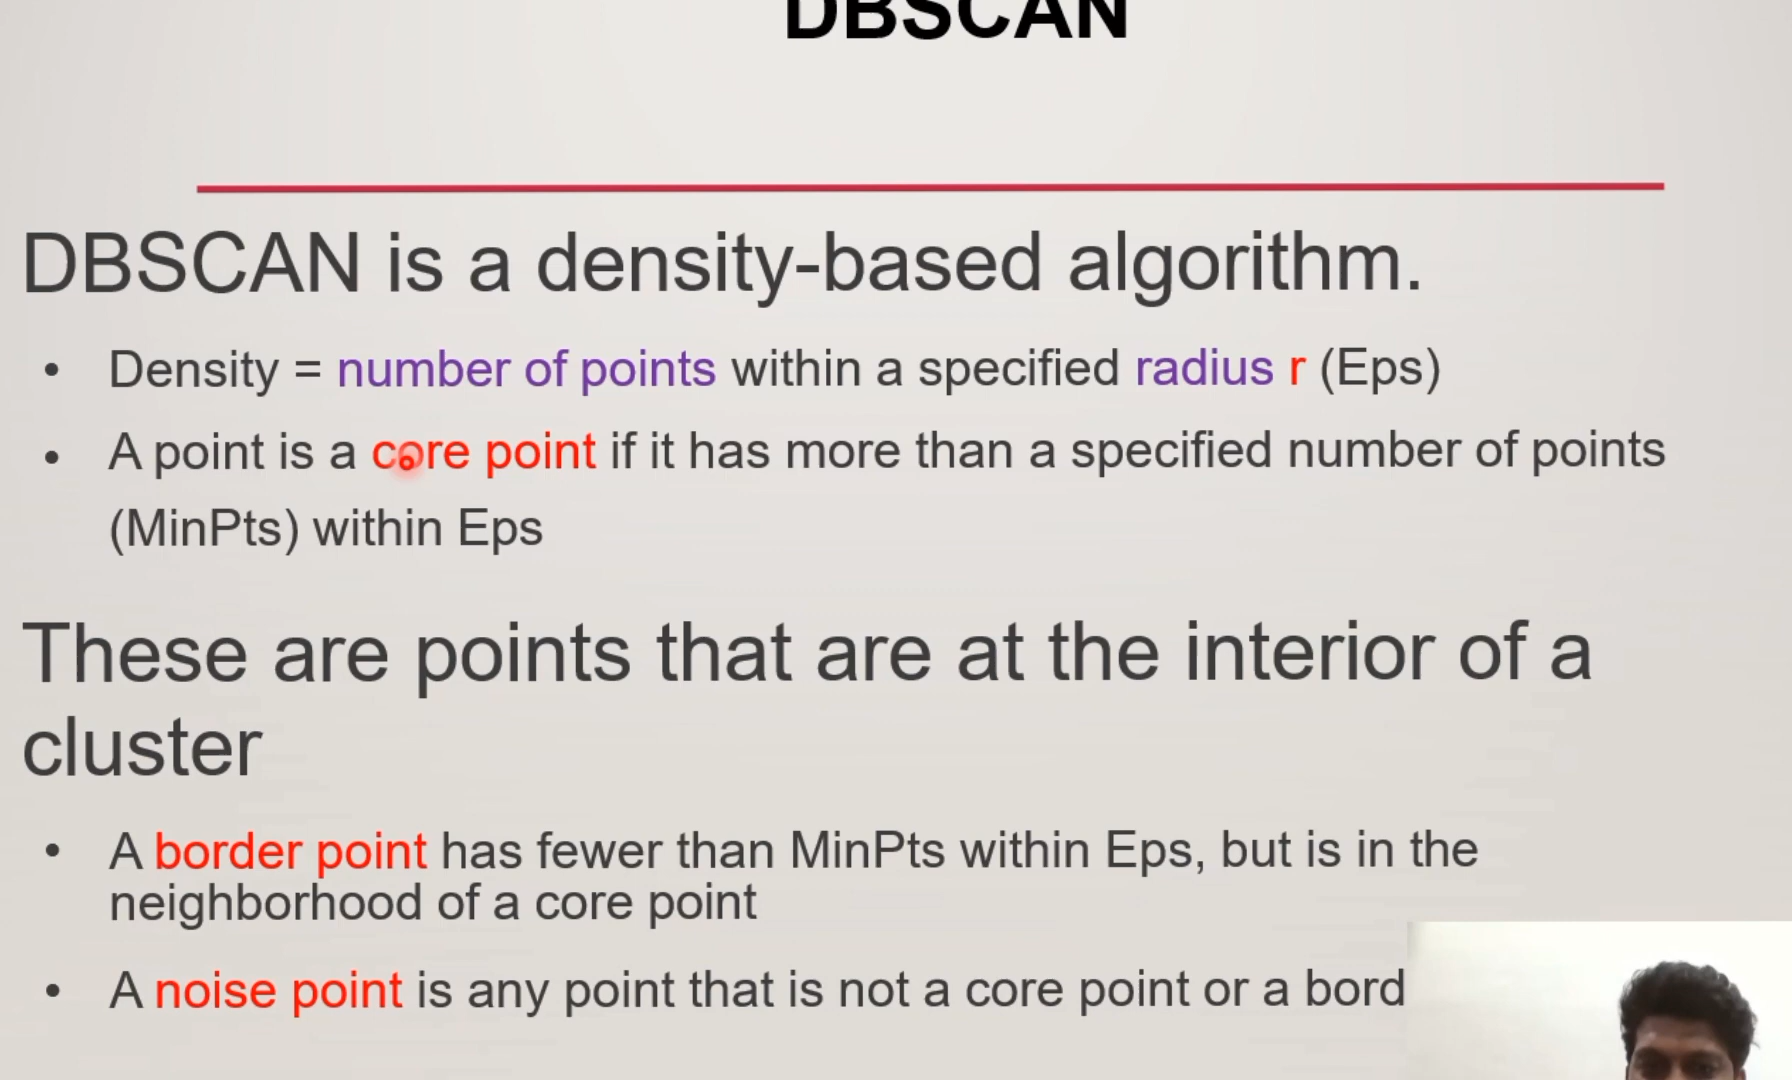 DBSCAN
DBSCAN is a density-based algorithm.
• Density = number of points within a specified radius r (Eps)
• A point is a core point if it has more than a specified number of points
(MinPts) within Eps
These are points that are at the interior of a
cluster
• A border point has fewer than MinPts within Eps, but is in the
neighborhood of a core point
• A noise point is any point that is not a core point or a bord